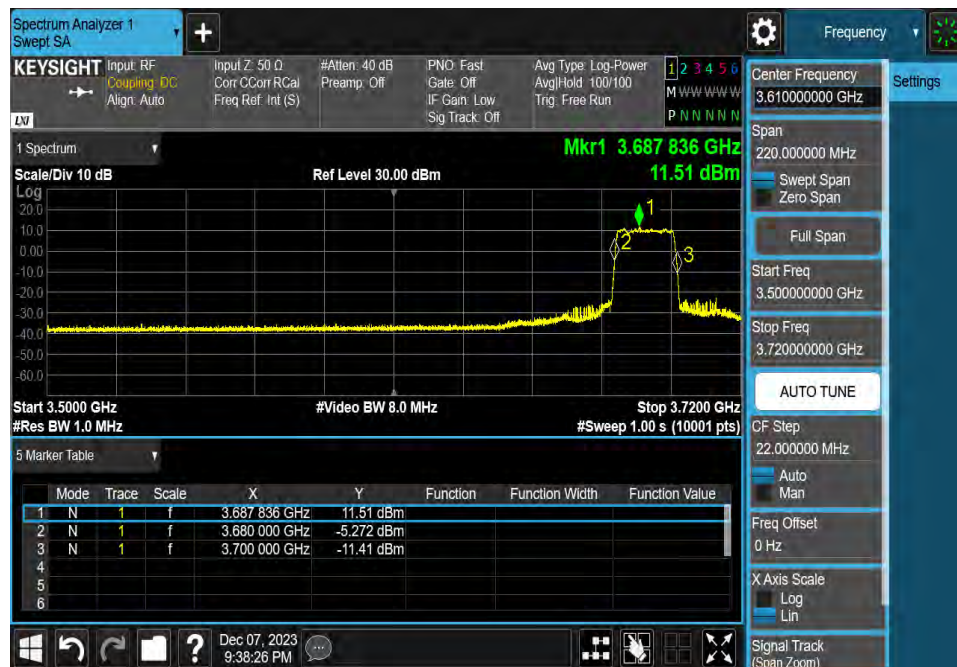 Spectrum Analyzer 1
Swept SA
+
Frequency
KEYSIGHT
Input: RF
Coupling: DC
Align: Auto
Input Z: 50 Ω
Corr CCorr RCal
Freq Ref: Int (S)
#Atten: 40 dB
Preamp: Off
PNO: Fast
Gate: Off
IF Gain: Low
Sig Track: Off
Avg Type: Log-Power
Avg|Hold: 100/100
Trig: Free Run
1 2 3 4 5 6
M W W W W W
P N N N N N
LXI
Center Frequency
3.610000000 GHz
Settings
Span
220.000000 MHz
Swept Span
Zero Span
Full Span
Start Freq
3.500000000 GHz
Stop Freq
3.720000000 GHz
AUTO TUNE
CF Step
22.000000 MHz
Auto
Man
Freq Offset
0 Hz
X Axis Scale
Log
Lin
Signal Track
(Span Zoom)
1 Spectrum
Mkr1 3.687 836 GHz
Scale/Div 10 dB
Ref Level 30.00 dBm
11.51 dBm
Log
20.0
10.0
0.00
-10.0
-20.0
-30.0
-40.0
-50.0
-60.0
1
2
3
Start 3.5000 GHz
#Video BW 8.0 MHz
Stop 3.7200 GHz
#Res BW 1.0 MHz
#Sweep 1.00 s (10001 pts)
5 Marker Table
Mode Trace Scale X Y Function Function Width Function Value
1 N 1 f 3.687 836 GHz 11.51 dBm
2 N 1 f 3.680 000 GHz -5.272 dBm
3 N 1 f 3.700 000 GHz -11.41 dBm
4
5
6
?
Dec 07, 2023
9:38:26 PM